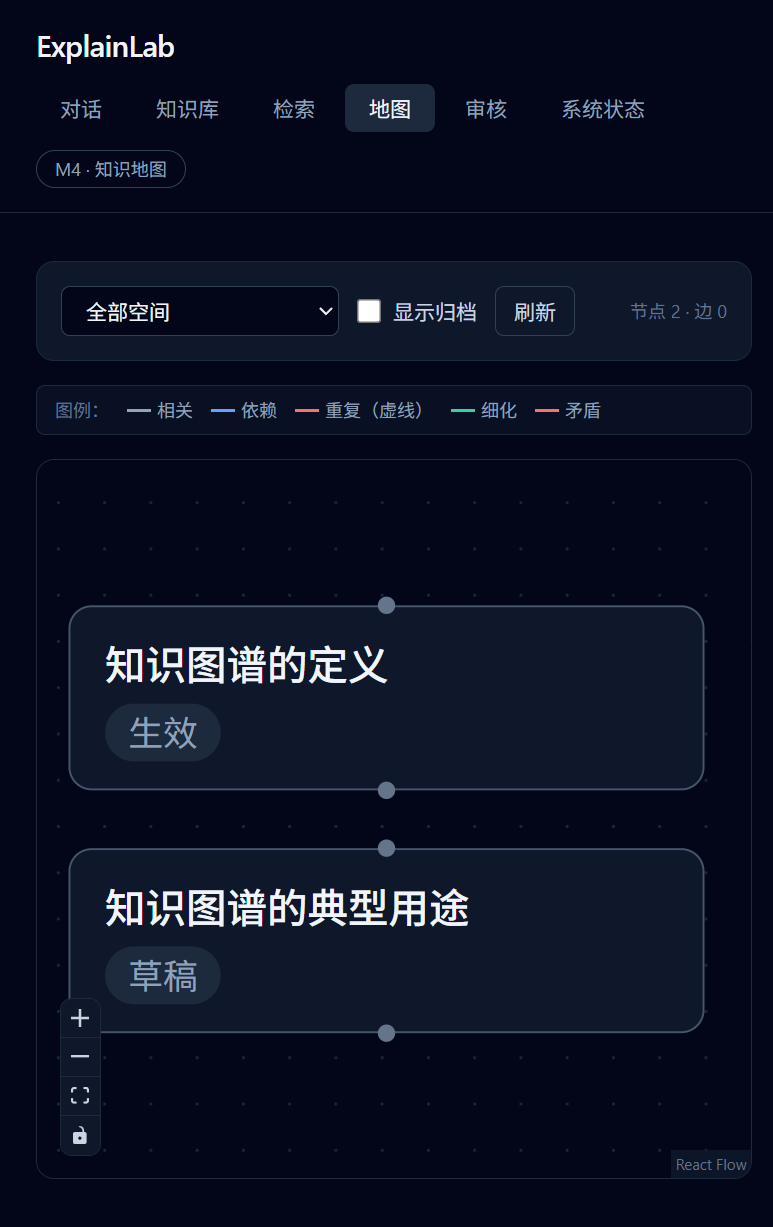 ExplainLab
对话 知识库 检索 地图 审核 系统状态
M4 · 知识地图
全部空间 显示归档 刷新 节点 2 · 边 0
图例： 相关 依赖 重复（虚线） 细化 矛盾
知识图谱的定义
生效
知识图谱的典型用途
草稿
React Flow